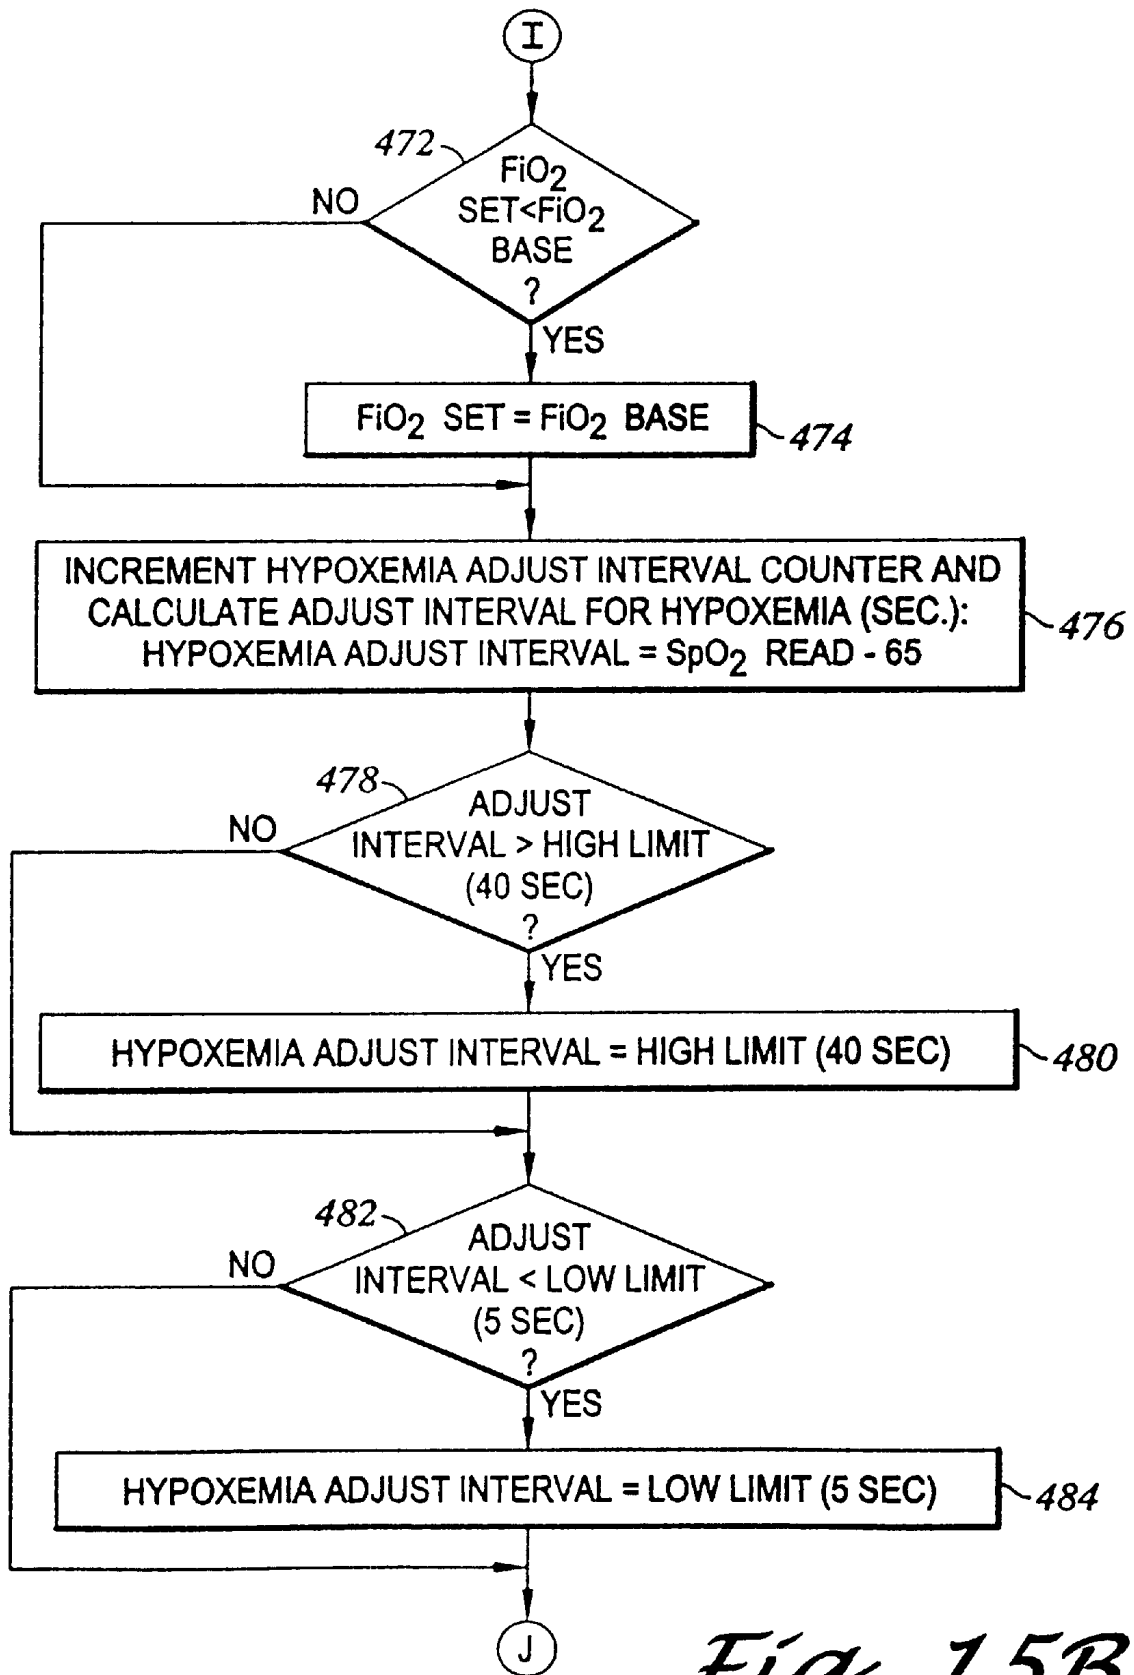 I
472
FiO2
SET<FiO2
BASE
?
NO
YES
FiO2 SET = FiO2 BASE
474
INCREMENT HYPOXEMIA ADJUST INTERVAL COUNTER AND
CALCULATE ADJUST INTERVAL FOR HYPOXEMIA (SEC.):
HYPOXEMIA ADJUST INTERVAL = SpO2 READ - 65
476
478
ADJUST
INTERVAL > HIGH LIMIT
(40 SEC)
?
NO
YES
HYPOXEMIA ADJUST INTERVAL = HIGH LIMIT (40 SEC)
480
482
ADJUST
INTERVAL < LOW LIMIT
(5 SEC)
?
NO
YES
HYPOXEMIA ADJUST INTERVAL = LOW LIMIT (5 SEC)
484
J
Fig. 15B